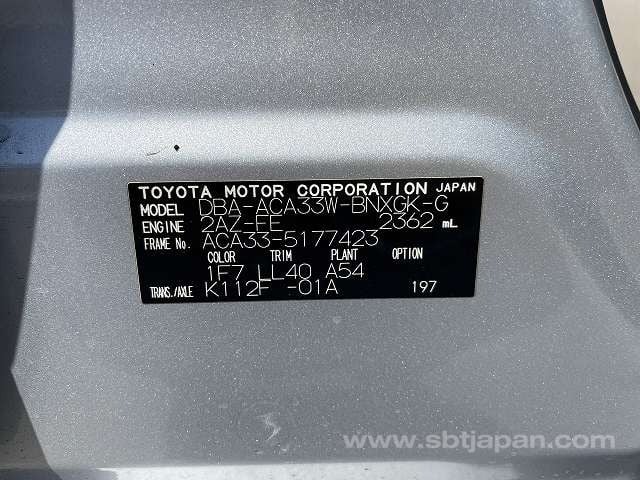 TOYOTA MOTOR CORPORATION JAPAN
MODEL DBA-ACA33W-BNXGK-G
ENGINE 2AZ-FE 2362 mL
FRAME No. ACA33-5177423
COLOR TRIM PLANT OPTION
1F7 LL40 A54
TRANS./AXLE K112F -01A 197
www.sbtjapan.com